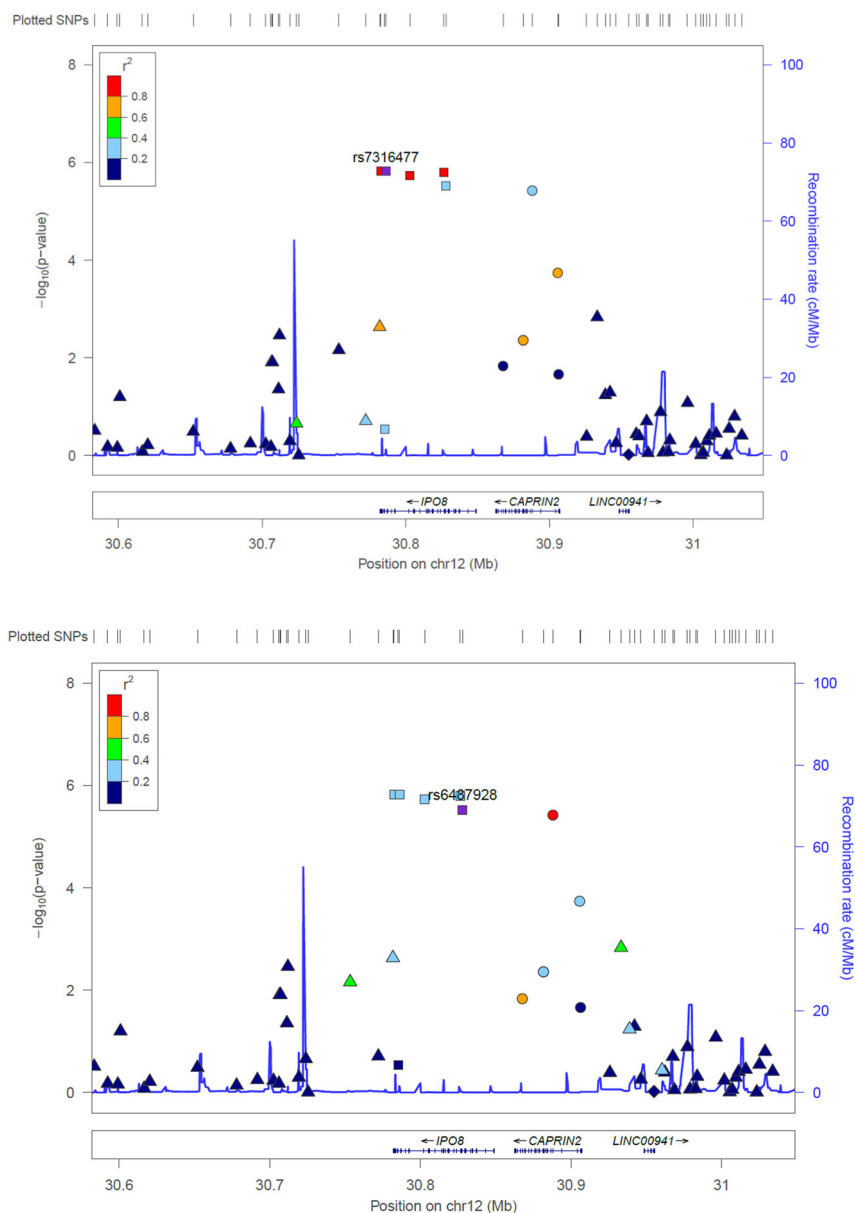 Plotted SNPs
r²
0.8
0.6
0.4
0.2
rs7316477
8
6
4
2
0
−log₁₀(p−value)
100
80
60
40
20
0
Recombination rate (cM/Mb)
←IPO8
←CAPRIN2
LINC00941→
30.6
30.7
30.8
30.9
31
Position on chr12 (Mb)
Plotted SNPs
r²
0.8
0.6
0.4
0.2
rs6487928
8
6
4
2
0
−log₁₀(p−value)
100
80
60
40
20
0
Recombination rate (cM/Mb)
←IPO8
←CAPRIN2
LINC00941→
30.6
30.7
30.8
30.9
31
Position on chr12 (Mb)